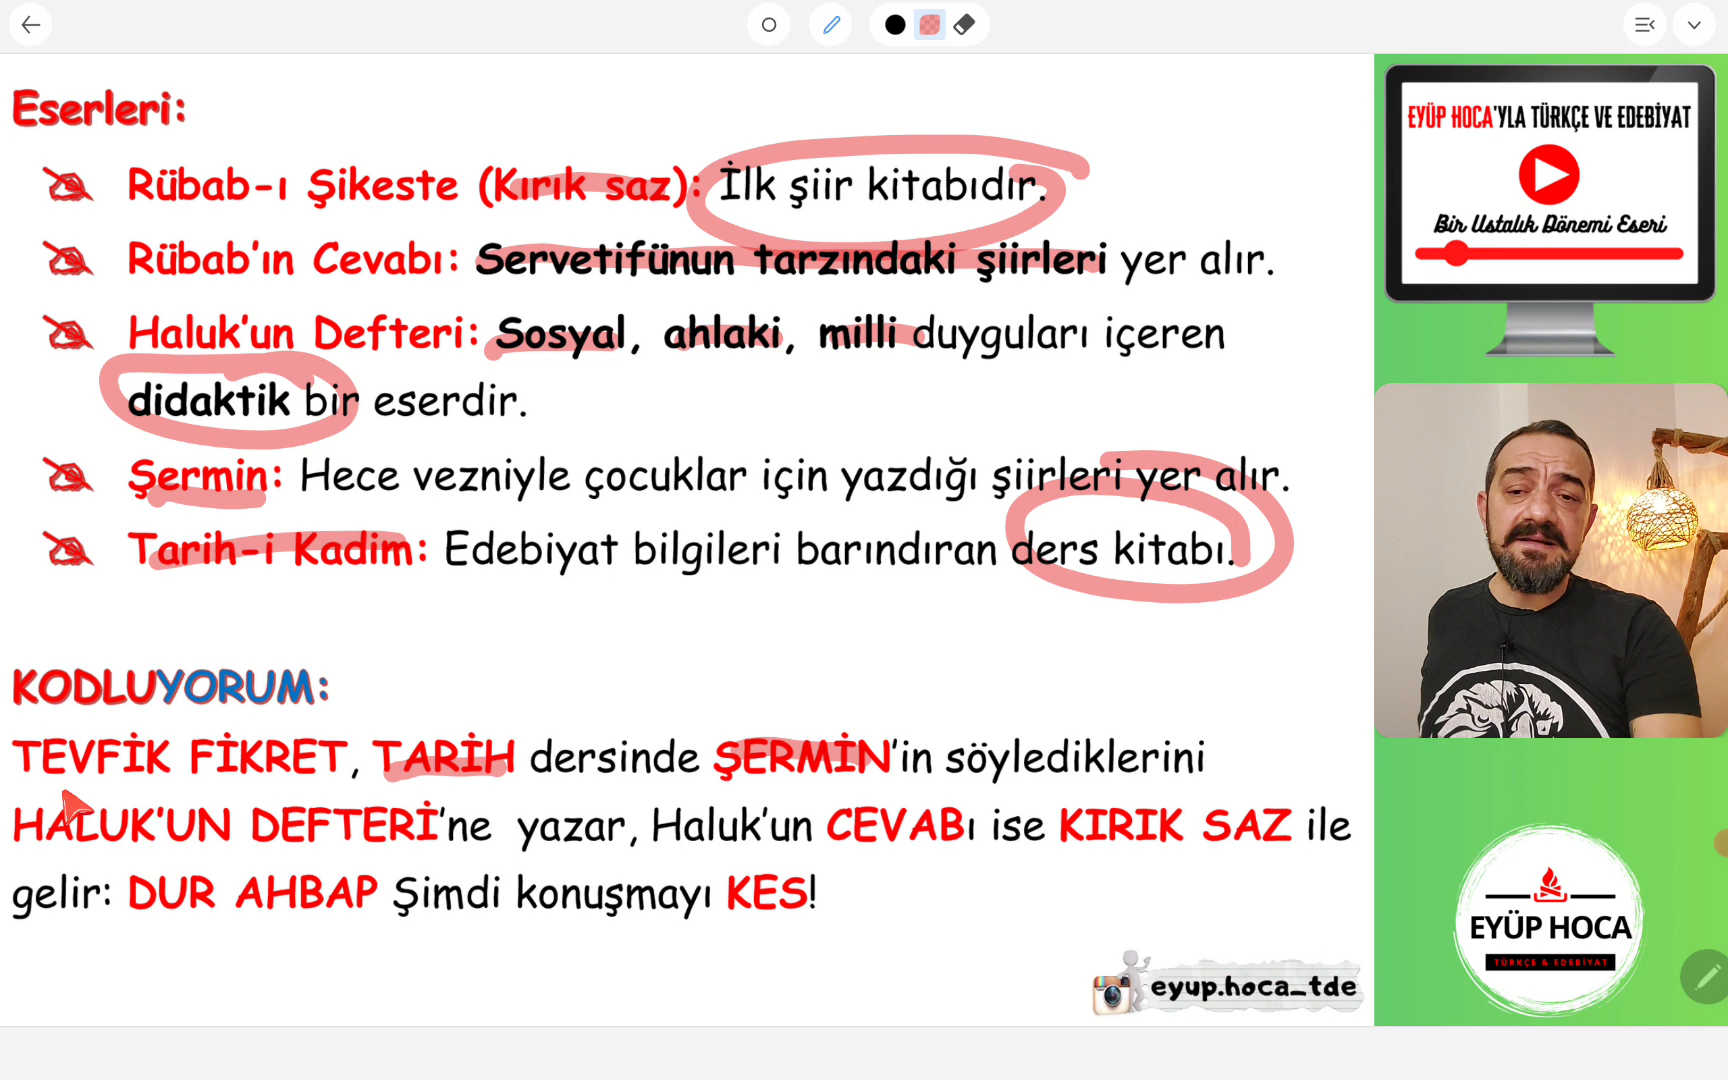 Eserleri:
Rübab-ı Şikeste (Kırık saz): İlk şiir kitabıdır.
Rübab'ın Cevabı: Servetifünun tarzındaki şiirleri yer alır.
Haluk'un Defteri: Sosyal, ahlaki, milli duyguları içeren
didaktik bir eserdir.
Şermin: Hece vezniyle çocuklar için yazdığı şiirleri yer alır.
Tarih-i Kadim: Edebiyat bilgileri barındıran ders kitabı.
KODLUYORUM:
TEVFİK FİKRET, TARİH dersinde ŞERMİN'in söylediklerini
HALUK'UN DEFTERİ'ne yazar, Haluk'un CEVABı ise KIRIK SAZ ile
gelir: DUR AHBAP Şimdi konuşmayı KES!
eyup.hoca_tde
EYÜP HOCA'YLA TÜRKÇE VE EDEBİYAT
Bir Ustalık Dönemi Eseri
EYÜP HOCA
TÜRKÇE & EDEBİYAT